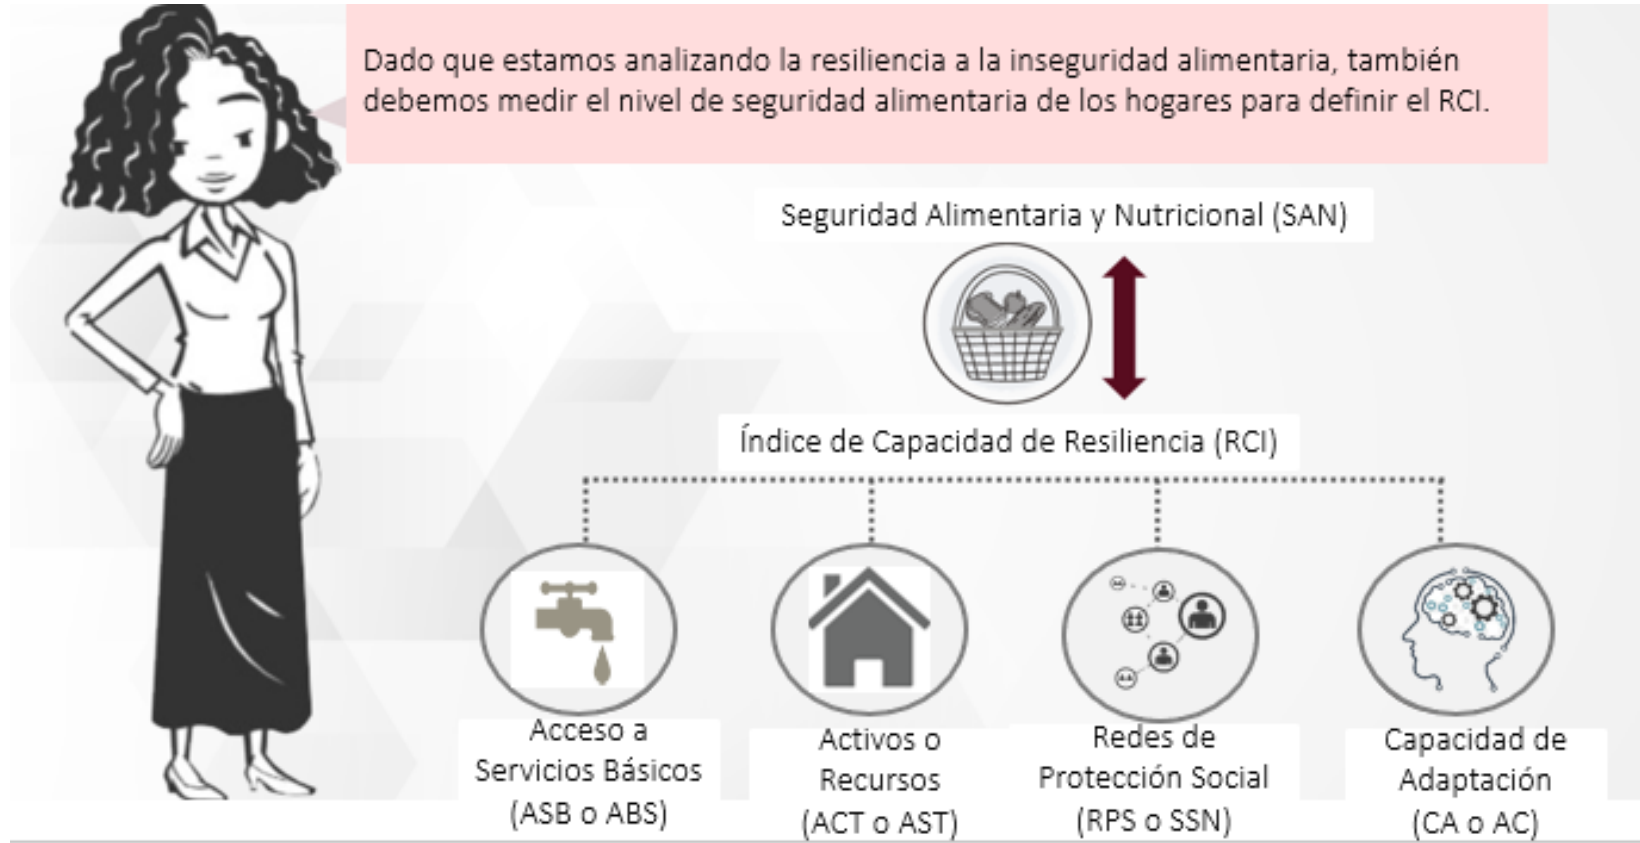 Dado que estamos analizando la resiliencia a la inseguridad alimentaria, también
debemos medir el nivel de seguridad alimentaria de los hogares para definir el RCI.
Seguridad Alimentaria y Nutricional (SAN)
Índice de Capacidad de Resiliencia (RCI)
Acceso a
Servicios Básicos
(ASB o ABS)
Activos o
Recursos
(ACT o AST)
Redes de
Protección Social
(RPS o SSN)
Capacidad de
Adaptación
(CA o AC)